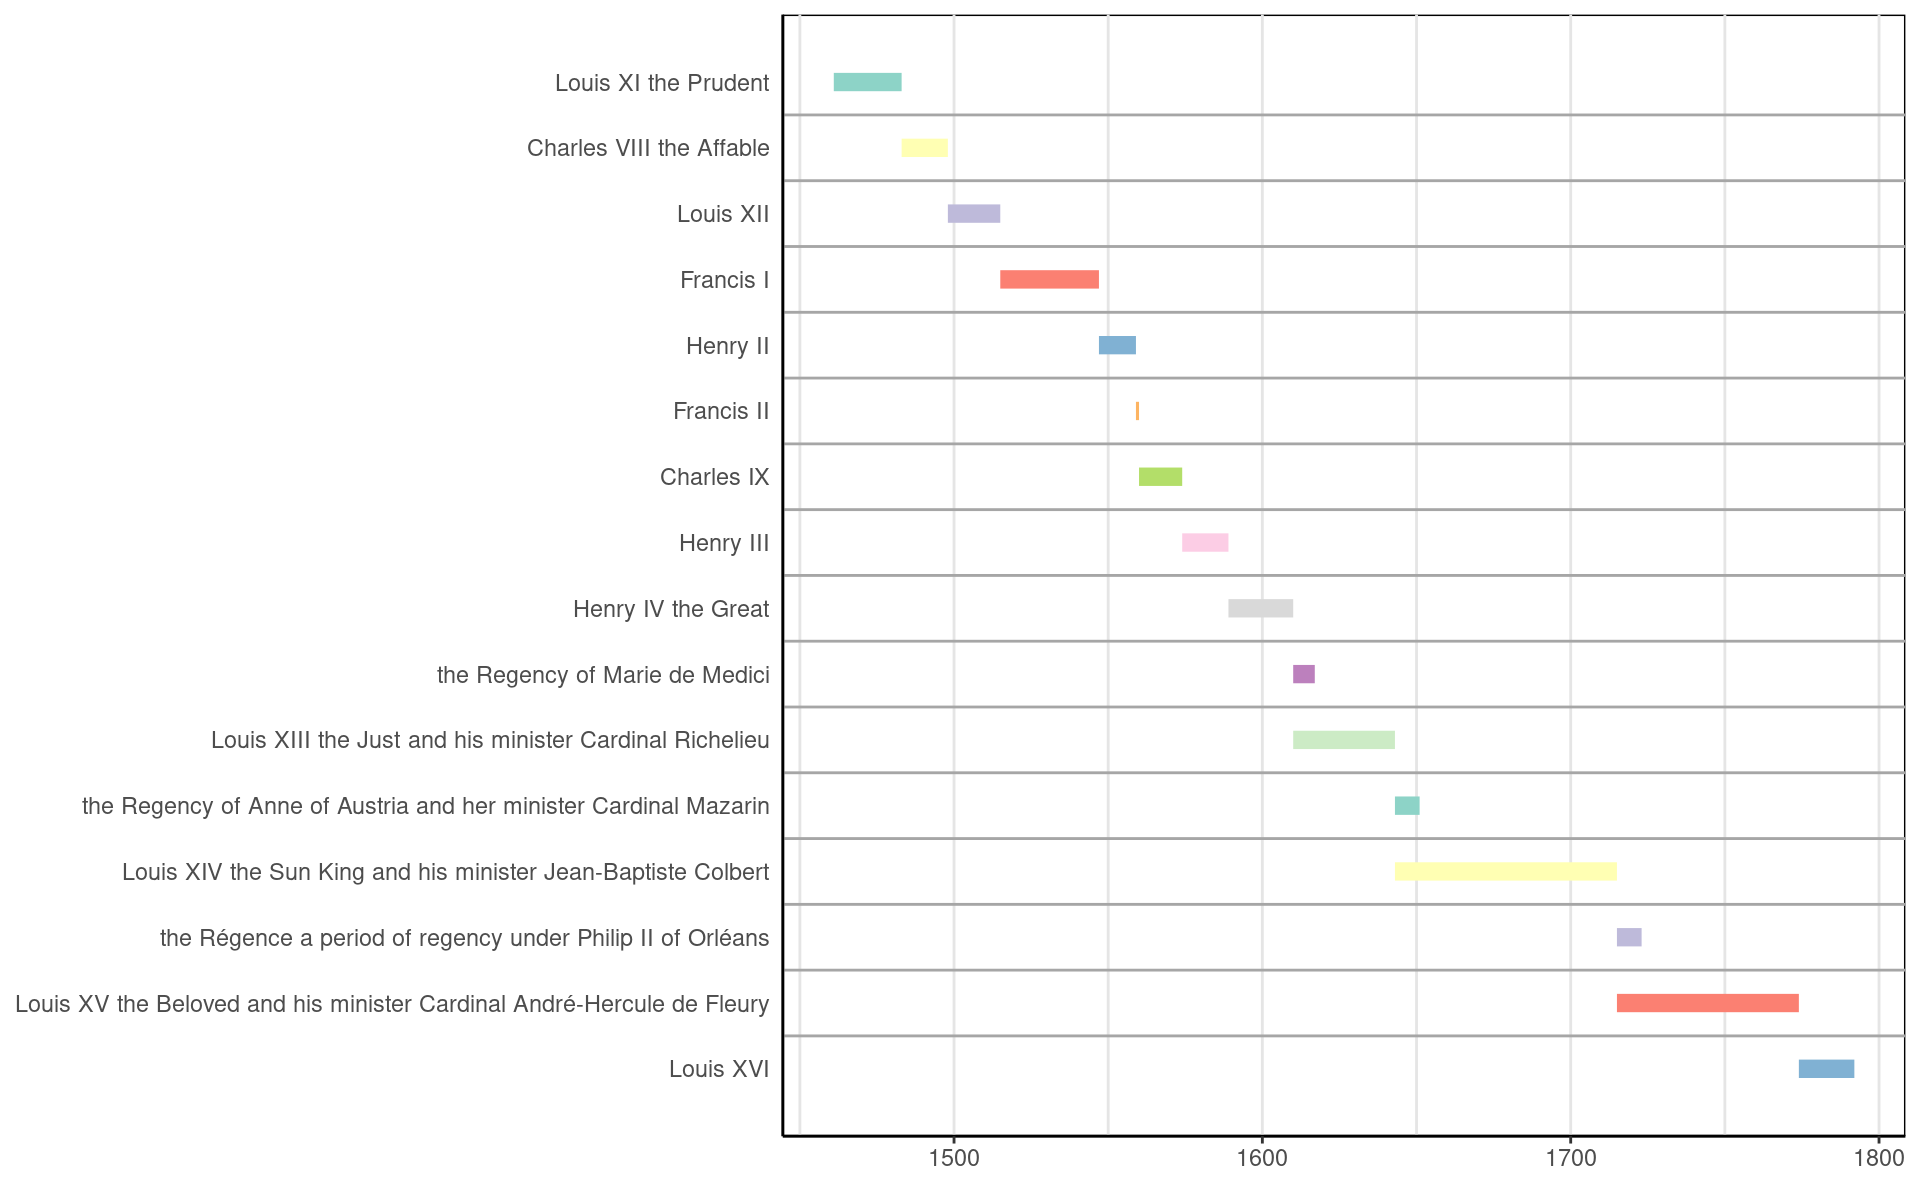 Louis XI the Prudent
Charles VIII the Affable
Louis XII
Francis I
Henry II
Francis II
Charles IX
Henry III
Henry IV the Great
the Regency of Marie de Medici
Louis XIII the Just and his minister Cardinal Richelieu
the Regency of Anne of Austria and her minister Cardinal Mazarin
Louis XIV the Sun King and his minister Jean-Baptiste Colbert
the Régence a period of regency under Philip II of Orléans
Louis XV the Beloved and his minister Cardinal André-Hercule de Fleury
Louis XVI
1500 1600 1700 1800